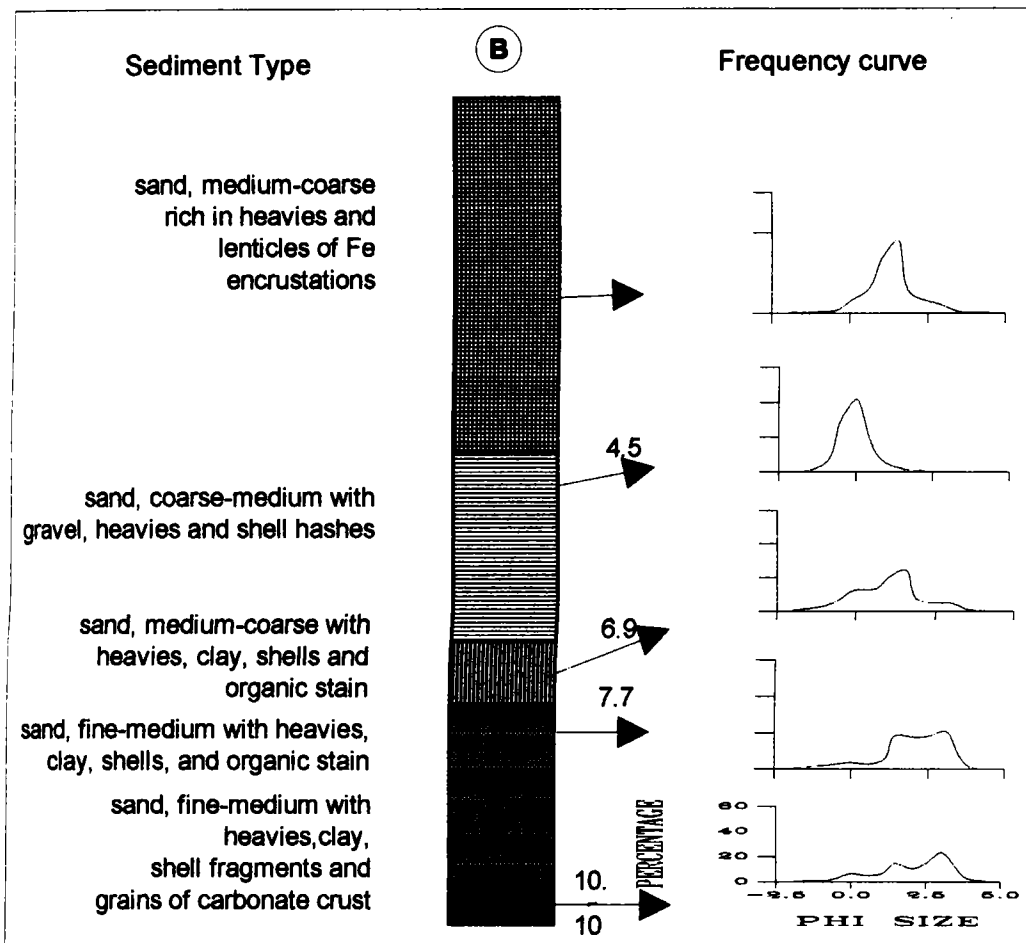 Sediment Type
B
Frequency curve
sand, medium-coarse
rich in heavies and
lenticles of Fe
encrustations
4.5
sand, coarse-medium with
gravel, heavies and shell hashes
6.9
sand, medium-coarse with
heavies, clay, shells and
organic stain
7.7
sand, fine-medium with heavies,
clay, shells, and organic stain
sand, fine-medium with
heavies,clay,
shell fragments and
grains of carbonate crust
10.
10
PERCENTAGE
60
40
20
0
-2.5 0.0 2.5 5.0
PHI SIZE